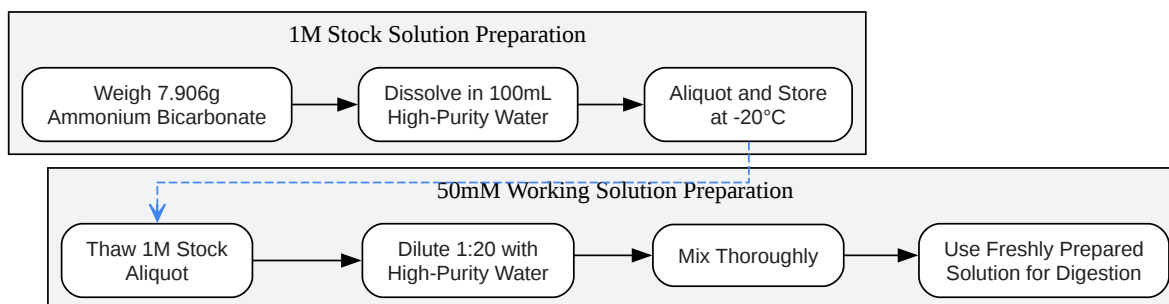 1M Stock Solution Preparation
Weigh 7.906g
Ammonium Bicarbonate
Dissolve in 100mL
High-Purity Water
Aliquot and Store
at -20°C
50mM Working Solution Preparation
Thaw 1M Stock
Aliquot
Dilute 1:20 with
High-Purity Water
Mix Thoroughly
Use Freshly Prepared
Solution for Digestion